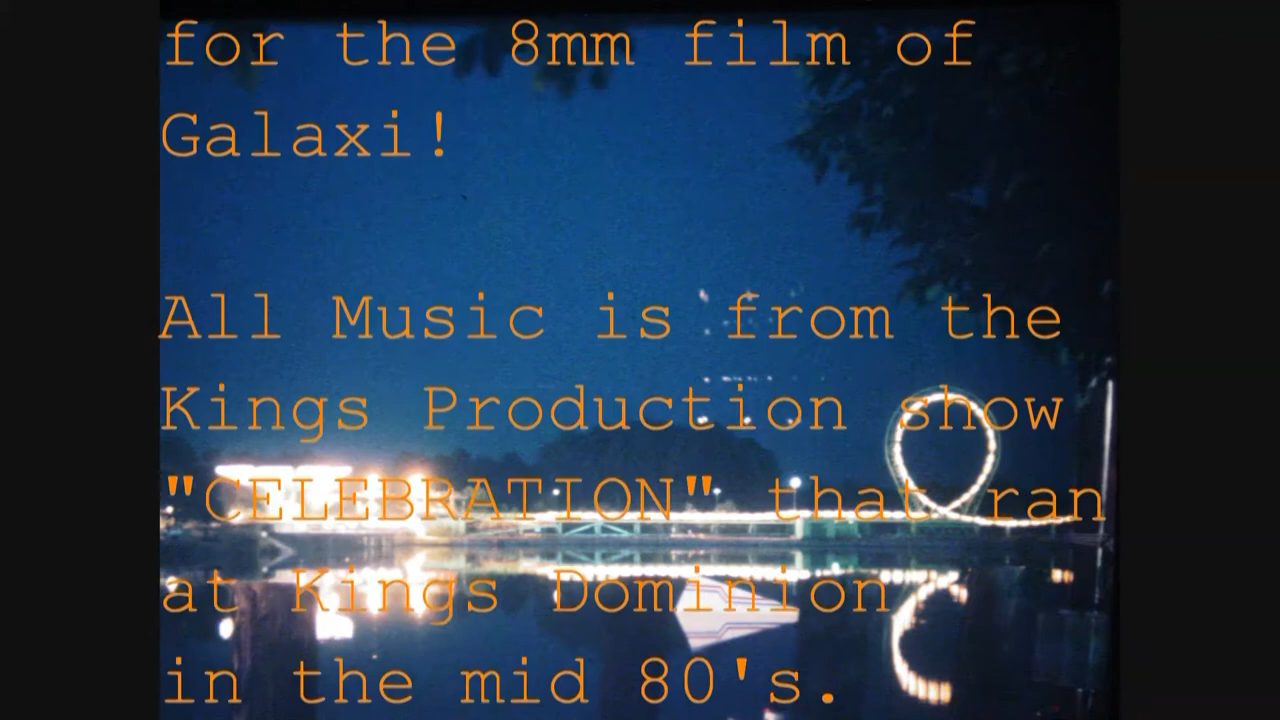 for the 8mm film of
Galaxi!
All Music is from the
Kings Production show
"CELEBRATION" that ran
at Kings Dominion
in the mid 80's.